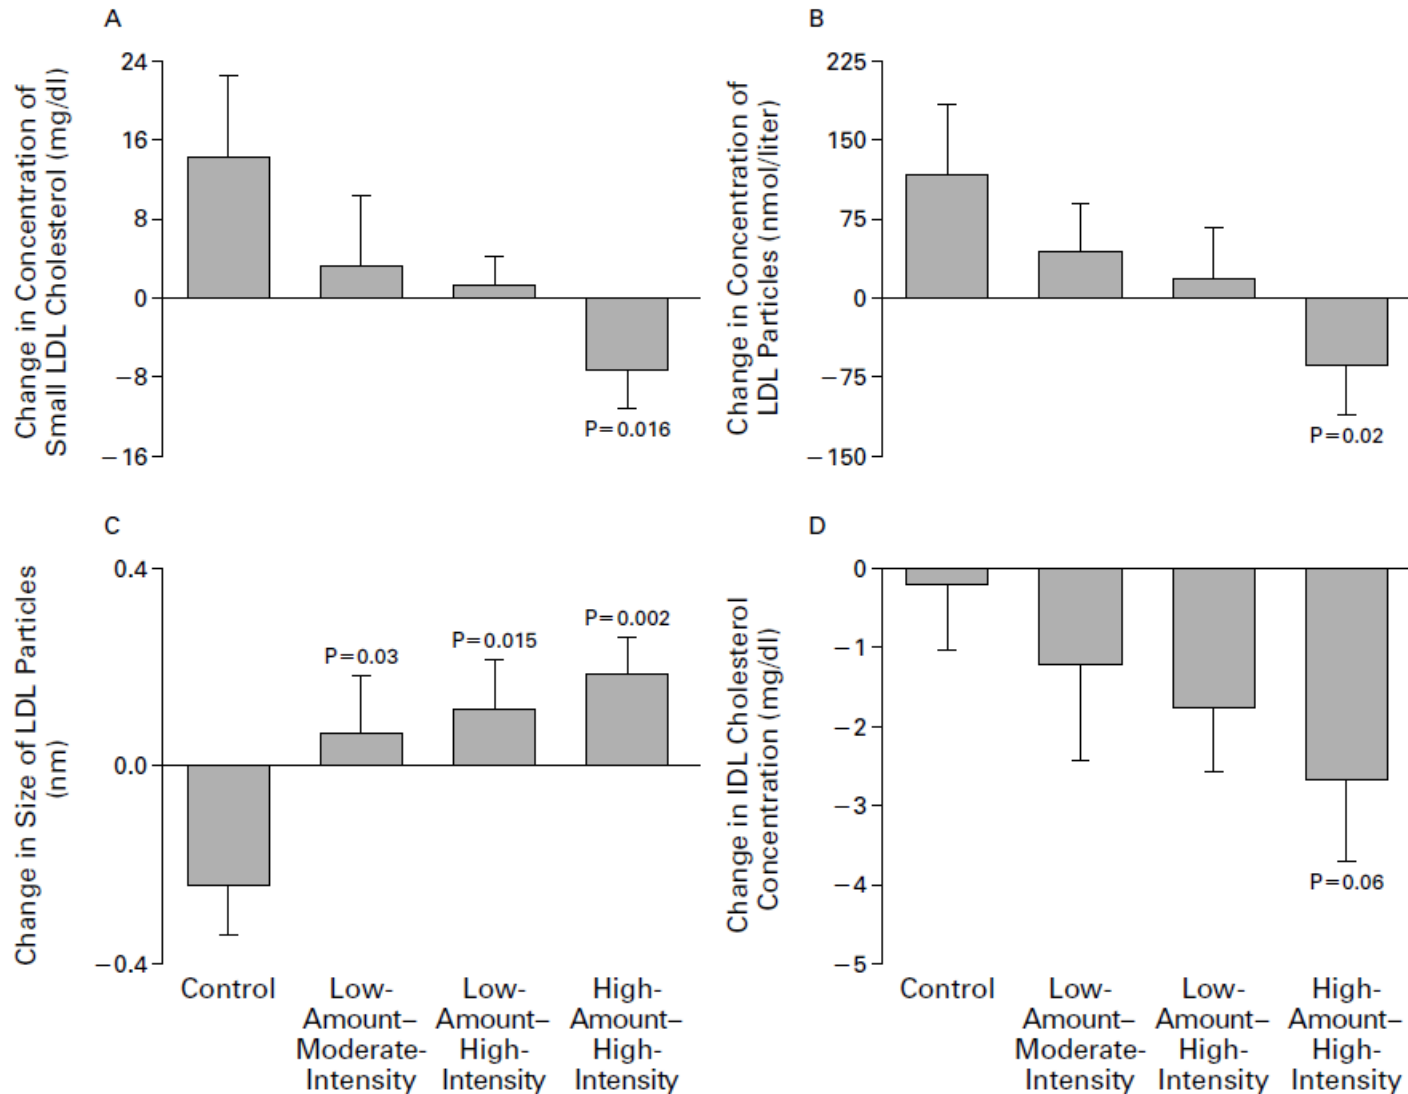 A
Change in Concentration of
Small LDL Cholesterol (mg/dl)
24
16
8
0
−8
−16
P=0.016
B
Change in Concentration of
LDL Particles (nmol/liter)
225
150
75
0
−75
−150
P=0.02
C
Change in Size of LDL Particles
(nm)
0.4
0.0
−0.4
P=0.03
P=0.015
P=0.002
Control
Low-
Amount–
Moderate-
Intensity
Low-
Amount–
High-
Intensity
High-
Amount–
High-
Intensity
D
Change in IDL Cholesterol
Concentration (mg/dl)
0
−1
−2
−3
−4
−5
P=0.06
Control
Low-
Amount–
Moderate-
Intensity
Low-
Amount–
High-
Intensity
High-
Amount–
High-
Intensity